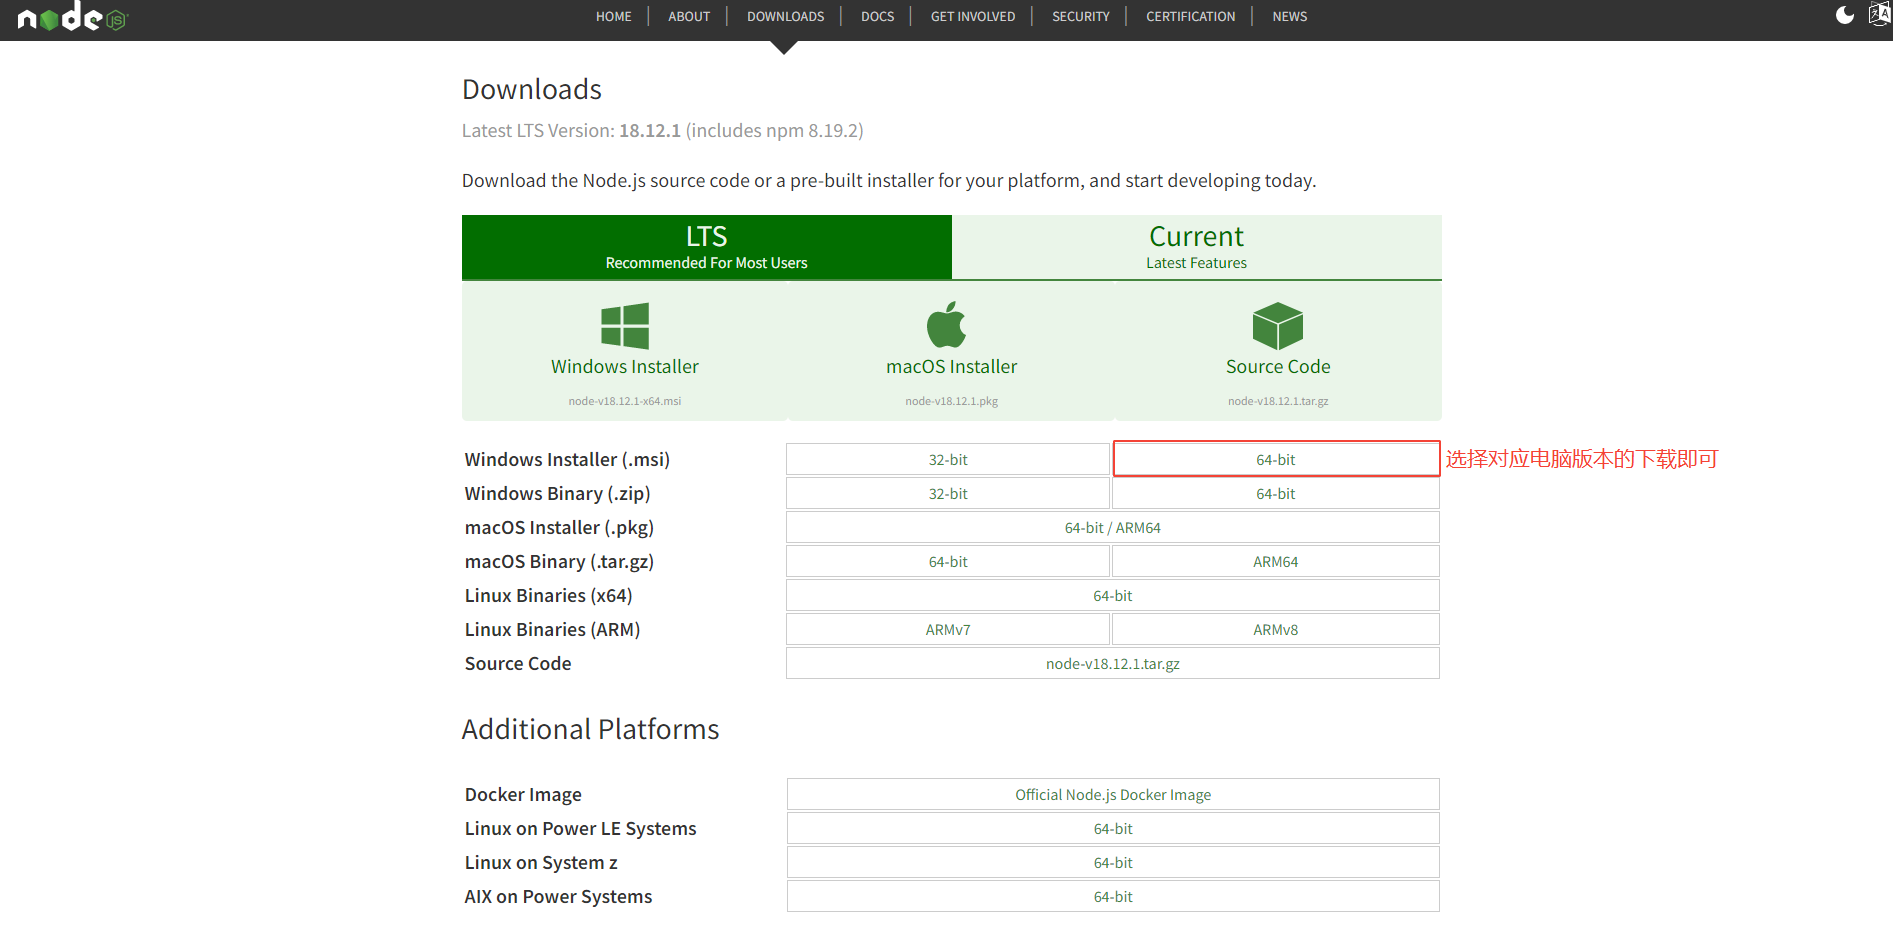 node JS
HOME ABOUT DOWNLOADS DOCS GET INVOLVED SECURITY CERTIFICATION NEWS
Downloads
Latest LTS Version: 18.12.1 (includes npm 8.19.2)
Download the Node.js source code or a pre-built installer for your platform, and start developing today.
LTS
Recommended For Most Users
Current
Latest Features
Windows Installer
node-v18.12.1-x64.msi
macOS Installer
node-v18.12.1.pkg
Source Code
node-v18.12.1.tar.gz
Windows Installer (.msi) 32-bit 64-bit 选择对应电脑版本的下载即可
Windows Binary (.zip) 32-bit 64-bit
macOS Installer (.pkg) 64-bit / ARM64
macOS Binary (.tar.gz) 64-bit ARM64
Linux Binaries (x64) 64-bit
Linux Binaries (ARM) ARMv7 ARMv8
Source Code node-v18.12.1.tar.gz
Additional Platforms
Docker Image Official Node.js Docker Image
Linux on Power LE Systems 64-bit
Linux on System z 64-bit
AIX on Power Systems 64-bit